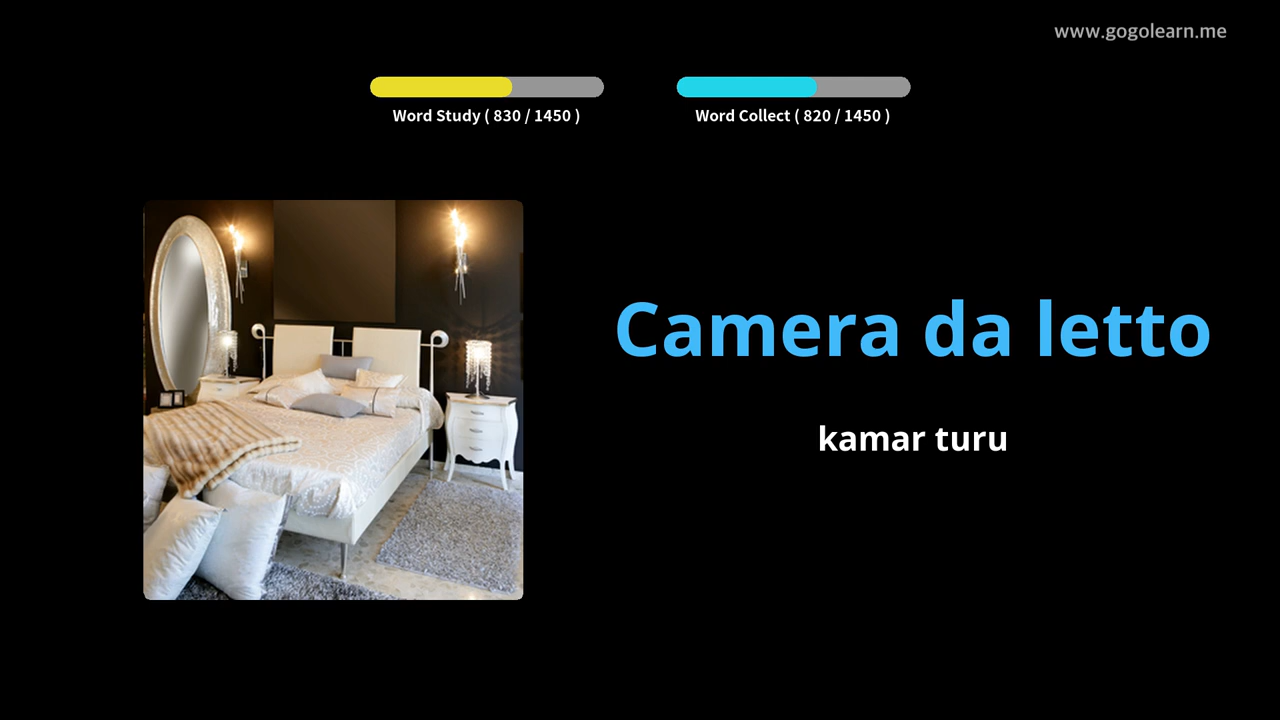 www.gogolearn.me
Word Study ( 830 / 1450 )
Word Collect ( 820 / 1450 )
Camera da letto
kamar turu